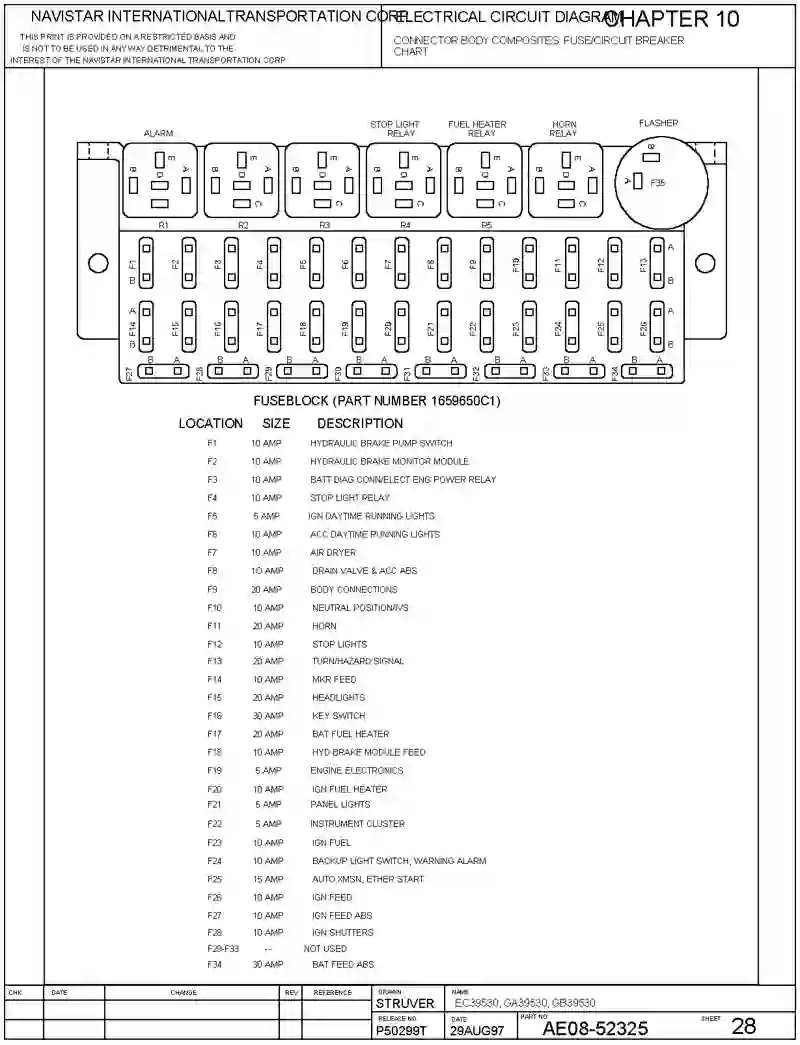 NAVISTAR INTERNATIONAL TRANSPORTATION CORP.
ELECTRICAL CIRCUIT DIAGRAM
CHAPTER 10
THIS PRINT IS PROVIDED ON A RESTRICTED BASIS AND
IS NOT TO BE USED IN ANY WAY DETRIMENTAL TO THE
INTEREST OF THE NAVISTAR INTERNATIONAL TRANSPORTATION CORP
CONNECTOR BODY COMPOSITES: FUSE/CIRCUIT BREAKER
CHART
ALARM
STOP LIGHT RELAY
FUEL HEATER RELAY
HORN RELAY
FLASHER
E B D A C E B D A C E B D A C E B D A C E B D A C E B D A C B A F35
R1 R2 R3 R4 R5
F1 F2 F3 F4 F5 F6 F7 F8 F9 F10 F11 F12 F13 A
B B
A F14 F15 F16 F17 F18 F19 F20 F21 F22 F23 F24 F25 F26 A
B B
B A B A B A B A B A B A B A B A
F27 F28 F29 F30 F31 F32 F33 F34
FUSEBLOCK (PART NUMBER 1659650C1)
LOCATION SIZE DESCRIPTION
F1 10 AMP HYDRAULIC BRAKE PUMP SWITCH
F2 10 AMP HYDRAULIC BRAKE MONITOR MODULE
F3 10 AMP BATT DIAG CONN/ELECT ENG POWER RELAY
F4 10 AMP STOP LIGHT RELAY
F5 5 AMP IGN DAYTIME RUNNING LIGHTS
F6 10 AMP ACC DAYTIME RUNNING LIGHTS
F7 10 AMP AIR DRYER
F8 10 AMP DRAIN VALVE & ACC ABS
F9 20 AMP BODY CONNECTIONS
F10 10 AMP NEUTRAL POSITION/IVS
F11 20 AMP HORN
F12 10 AMP STOP LIGHTS
F13 20 AMP TURN/HAZARD SIGNAL
F14 10 AMP MKR FEED
F15 20 AMP HEADLIGHTS
F16 30 AMP KEY SWITCH
F17 20 AMP BAT FUEL HEATER
F18 10 AMP HYD BRAKE MODULE FEED
F19 5 AMP ENGINE ELECTRONICS
F20 10 AMP IGN FUEL HEATER
F21 5 AMP PANEL LIGHTS
F22 5 AMP INSTRUMENT CLUSTER
F23 10 AMP IGN FUEL
F24 10 AMP BACKUP LIGHT SWITCH, WARNING ALARM
F25 15 AMP AUTO XMSN, ETHER START
F26 10 AMP IGN FEED
F27 10 AMP IGN FEED ABS
F28 10 AMP IGN SHUTTERS
F29-F33 -- NOT USED
F34 30 AMP BAT FEED ABS
CHK DATE CHANGE REV REFERENCE
DRAWN STRUVER
NAME EC39530, GA39530, GB39530
RELEASE NO. P50299T
DATE 29AUG97
PART NO. AE08-52325
SHEET 28